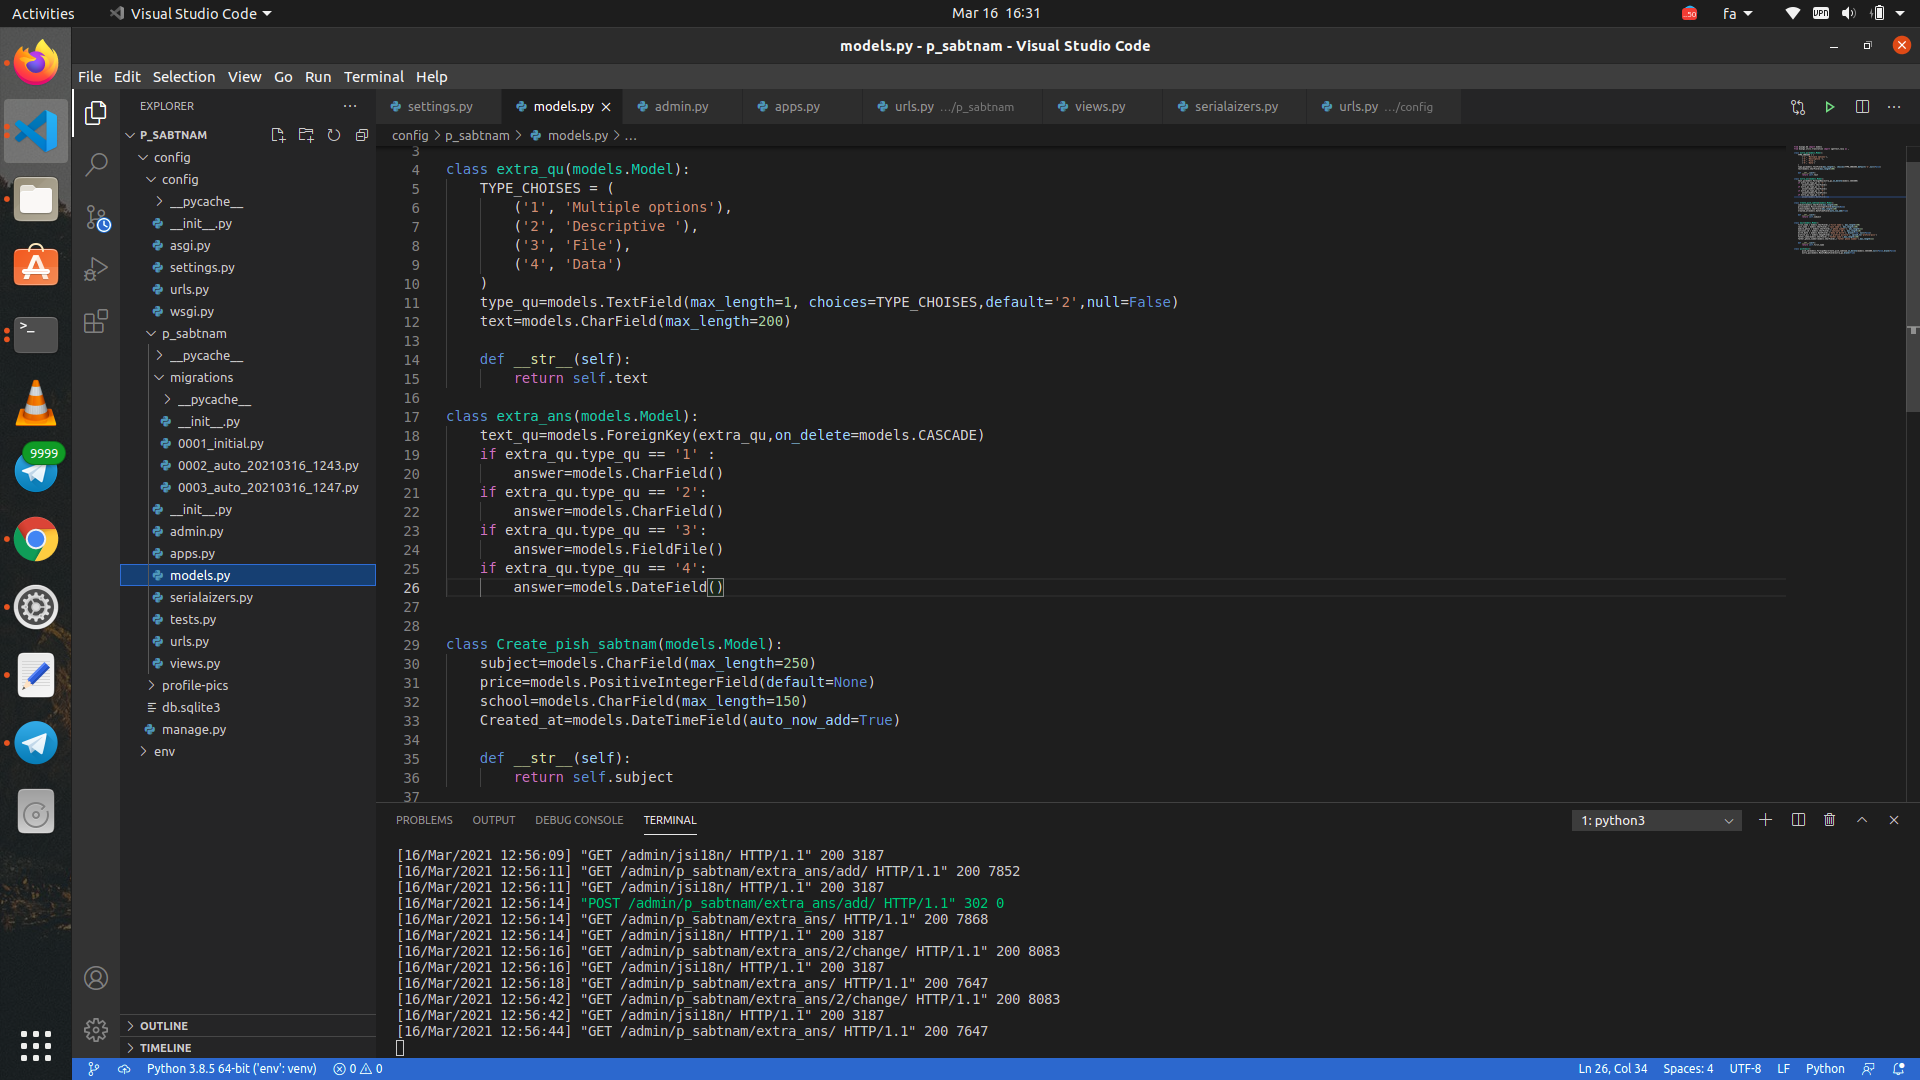 Activities
Visual Studio Code
Mar 16 16:31
fa
models.py - p_sabtnam - Visual Studio Code
File Edit Selection View Go Run Terminal Help
EXPLORER
settings.py
models.py
admin.py
apps.py
urls.py .../p_sabtnam
views.py
serialaizers.py
urls.py .../config
P_SABTNAM
config
config
__pycache__
__init__.py
asgi.py
settings.py
urls.py
wsgi.py
p_sabtnam
__pycache__
migrations
__pycache__
__init__.py
0001_initial.py
0002_auto_20210316_1243.py
0003_auto_20210316_1247.py
__init__.py
admin.py
apps.py
models.py
serialaizers.py
tests.py
urls.py
views.py
profile-pics
db.sqlite3
manage.py
env
OUTLINE
TIMELINE
9999
config > p_sabtnam > models.py > ...
3
4 class extra_qu(models.Model):
5 TYPE_CHOISES = (
6 ('1', 'Multiple options'),
7 ('2', 'Descriptive '),
8 ('3', 'File'),
9 ('4', 'Data')
10 )
11 type_qu=models.TextField(max_length=1, choices=TYPE_CHOISES,default='2',null=False)
12 text=models.CharField(max_length=200)
13
14 def __str__(self):
15 return self.text
16
17 class extra_ans(models.Model):
18 text_qu=models.ForeignKey(extra_qu,on_delete=models.CASCADE)
19 if extra_qu.type_qu == '1' :
20 answer=models.CharField()
21 if extra_qu.type_qu == '2':
22 answer=models.CharField()
23 if extra_qu.type_qu == '3':
24 answer=models.FieldFile()
25 if extra_qu.type_qu == '4':
26 answer=models.DateField()
27
28
29 class Create_pish_sabtnam(models.Model):
30 subject=models.CharField(max_length=250)
31 price=models.PositiveIntegerField(default=None)
32 school=models.CharField(max_length=150)
33 Created_at=models.DateTimeField(auto_now_add=True)
34
35 def __str__(self):
36 return self.subject
37
PROBLEMS OUTPUT DEBUG CONSOLE TERMINAL
1: python3
[16/Mar/2021 12:56:09] "GET /admin/jsi18n/ HTTP/1.1" 200 3187
[16/Mar/2021 12:56:11] "GET /admin/p_sabtnam/extra_ans/add/ HTTP/1.1" 200 7852
[16/Mar/2021 12:56:11] "GET /admin/jsi18n/ HTTP/1.1" 200 3187
[16/Mar/2021 12:56:14] "POST /admin/p_sabtnam/extra_ans/add/ HTTP/1.1" 302 0
[16/Mar/2021 12:56:14] "GET /admin/p_sabtnam/extra_ans/ HTTP/1.1" 200 7868
[16/Mar/2021 12:56:14] "GET /admin/jsi18n/ HTTP/1.1" 200 3187
[16/Mar/2021 12:56:16] "GET /admin/p_sabtnam/extra_ans/2/change/ HTTP/1.1" 200 8083
[16/Mar/2021 12:56:16] "GET /admin/jsi18n/ HTTP/1.1" 200 3187
[16/Mar/2021 12:56:18] "GET /admin/p_sabtnam/extra_ans/ HTTP/1.1" 200 7647
[16/Mar/2021 12:56:42] "GET /admin/p_sabtnam/extra_ans/2/change/ HTTP/1.1" 200 8083
[16/Mar/2021 12:56:42] "GET /admin/jsi18n/ HTTP/1.1" 200 3187
[16/Mar/2021 12:56:44] "GET /admin/p_sabtnam/extra_ans/ HTTP/1.1" 200 7647
Python 3.8.5 64-bit ('env': venv)
0 0
Ln 26, Col 34
Spaces: 4
UTF-8
LF
Python